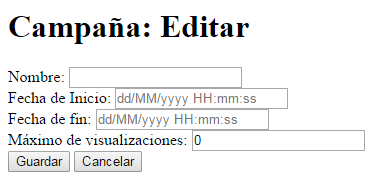 Campaña: Editar
Nombre:
Fecha de Inicio: dd/MM/yyyy HH:mm:ss
Fecha de fin: dd/MM/yyyy HH:mm:ss
Máximo de visualizaciones: 0
Guardar Cancelar